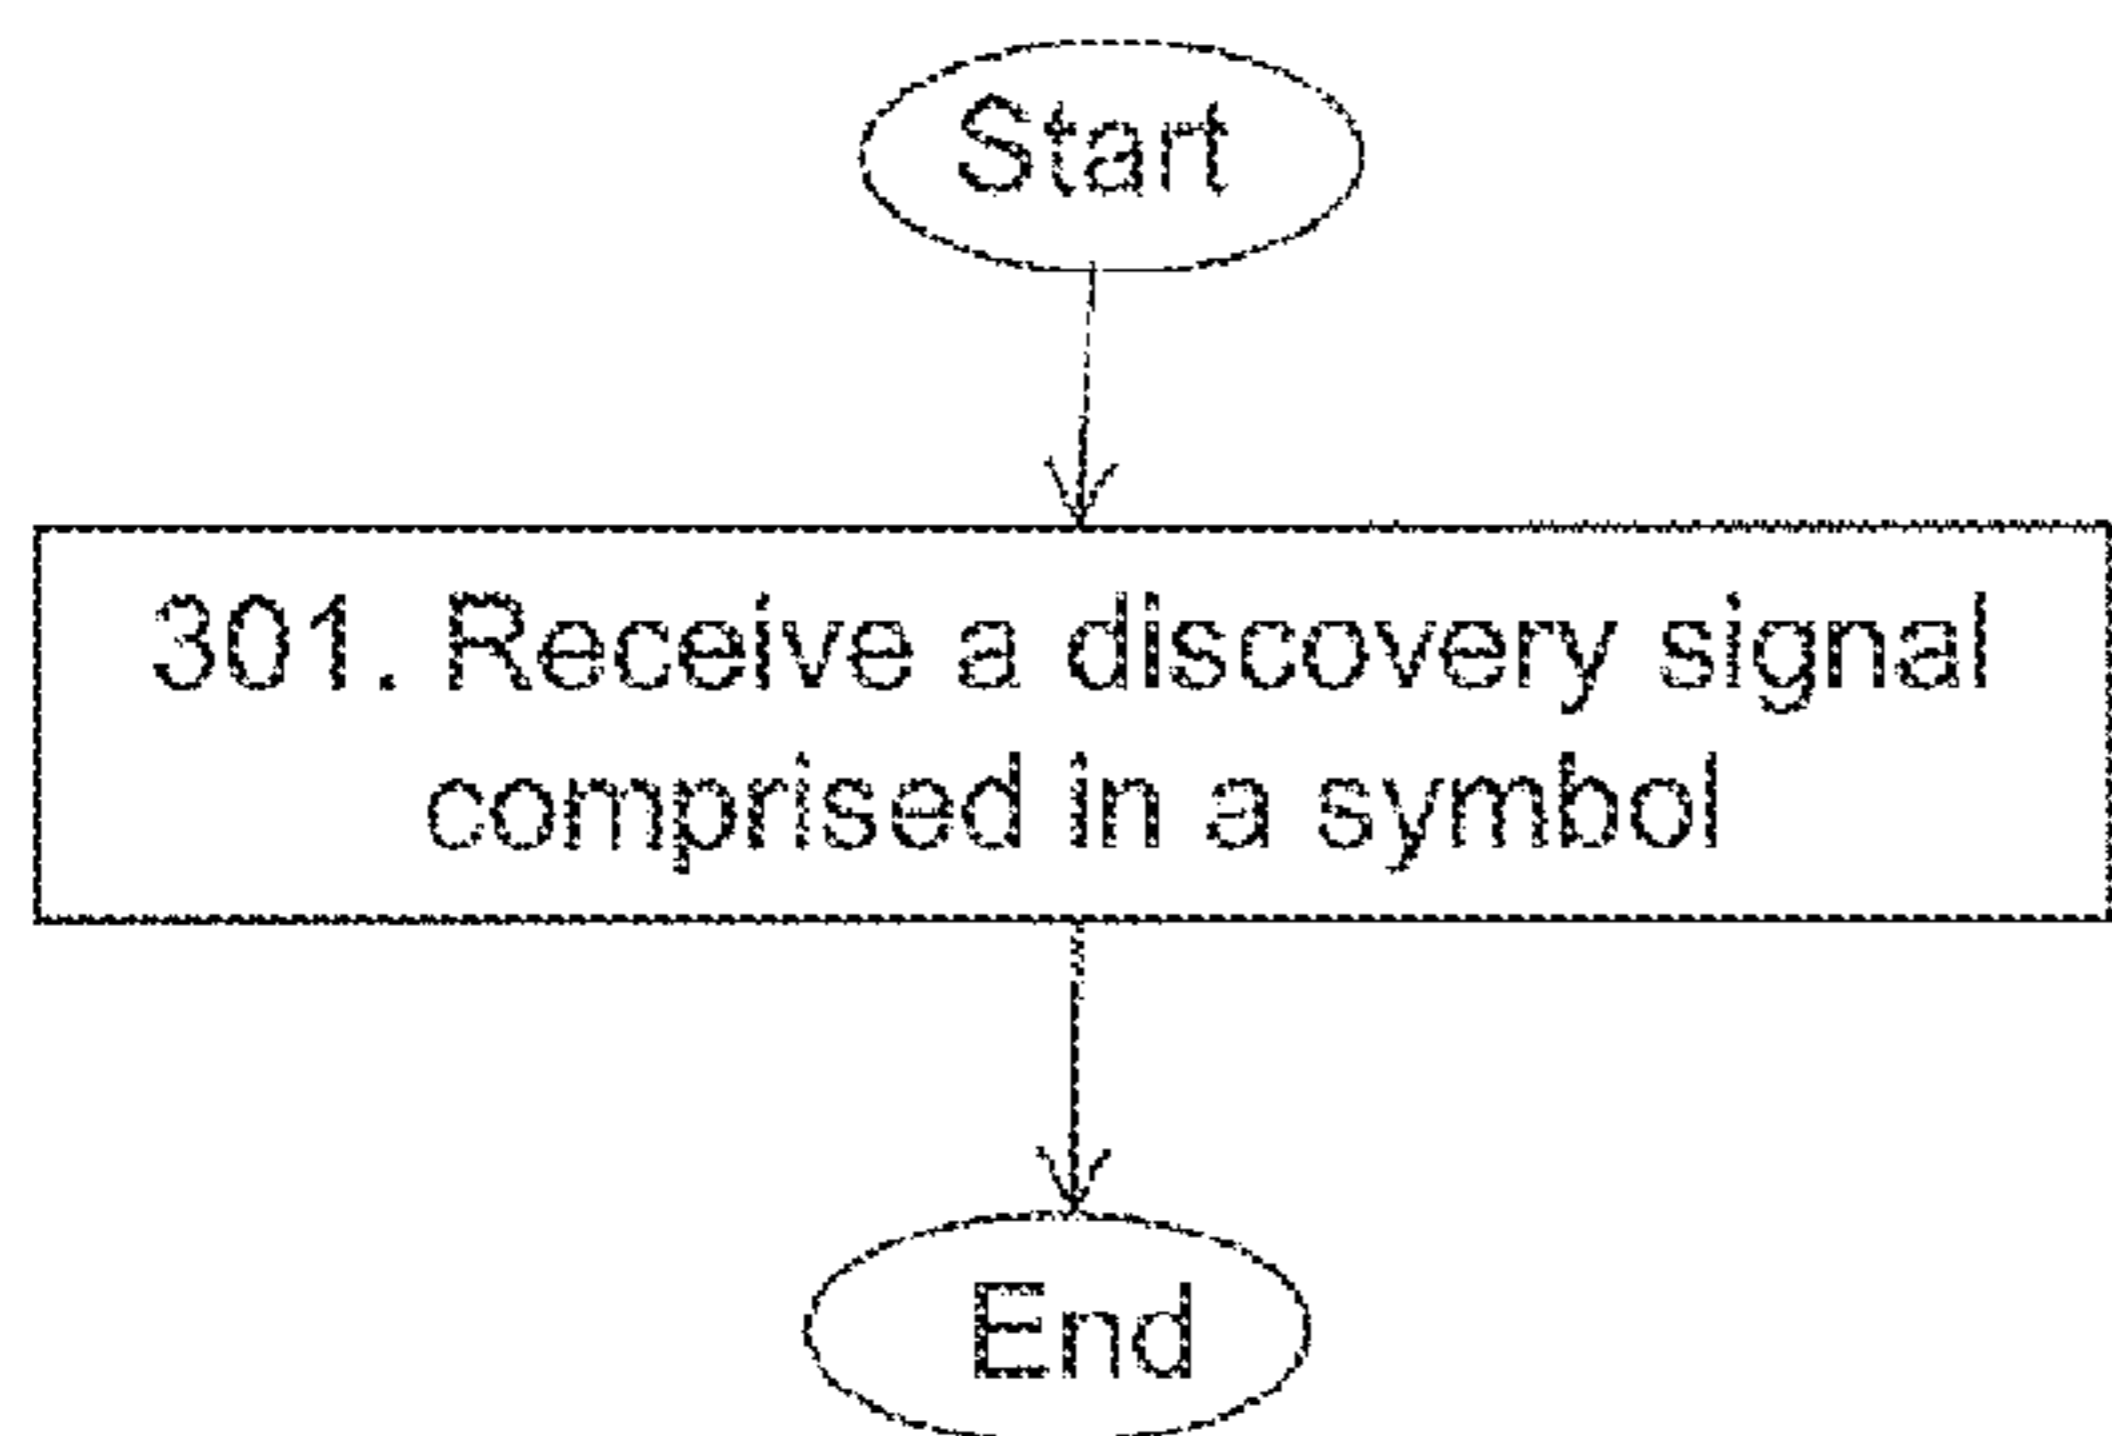 Start
301. Receive a discovery signal
comprised in a symbol
End